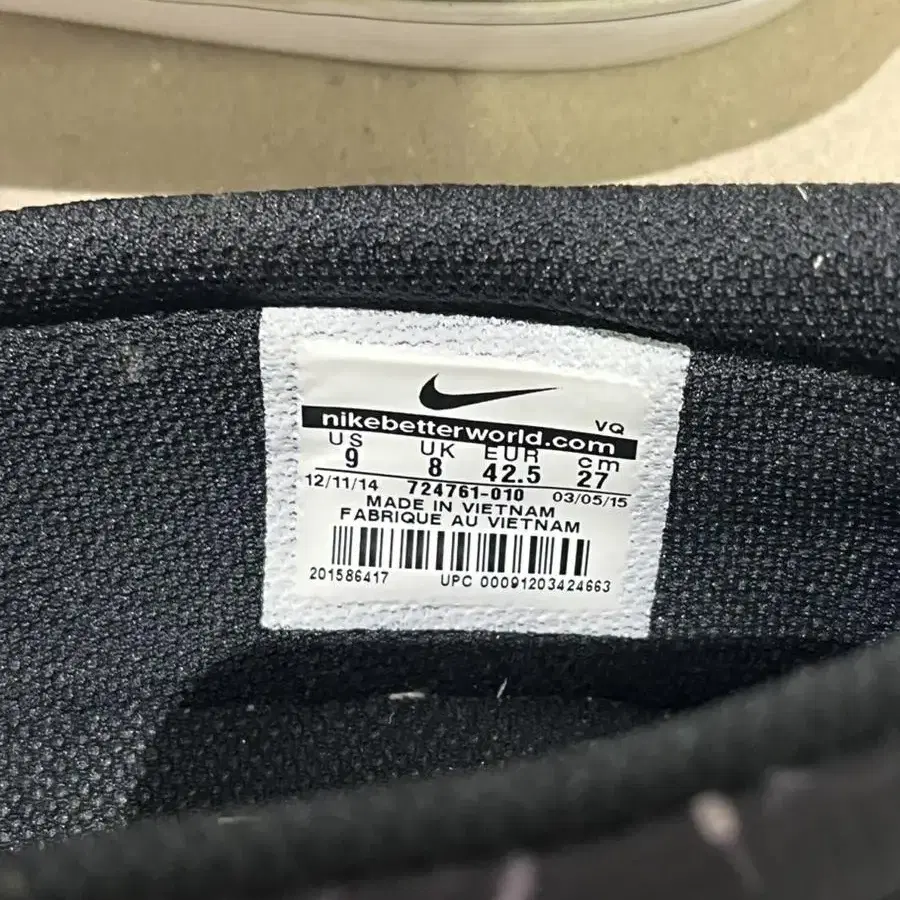 VQ
nikebetterworld.com
US UK EUR cm
9 8 42.5 27
12/11/14 724761-010 03/05/15
MADE IN VIETNAM
FABRIQUE AU VIETNAM
201586417 UPC 00091203424663